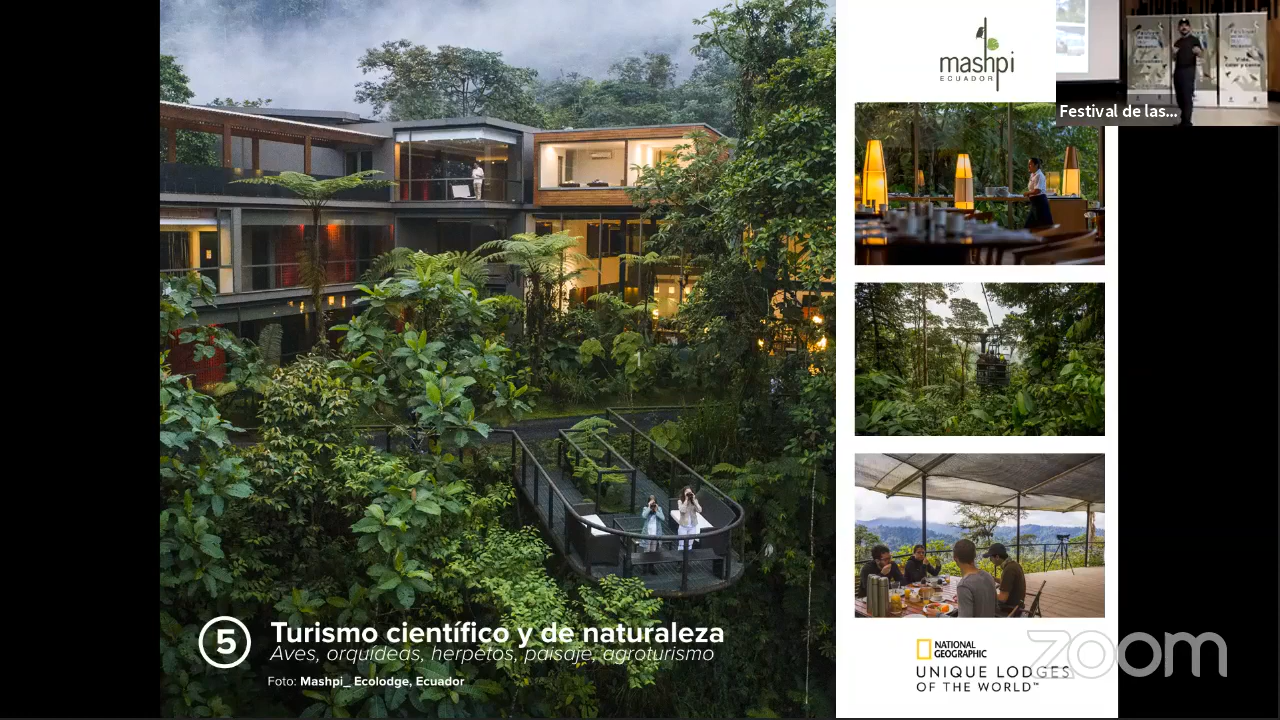 mashpi
ECUADOR
Festival de las...
5
Turismo científico y de naturaleza
Aves, orquídeas, herpetos, paisaje, agroturismo
Foto: Mashpi_ Ecolodge, Ecuador
NATIONAL
GEOGRAPHIC
UNIQUE LODGES
OF THE WORLD™
zoom